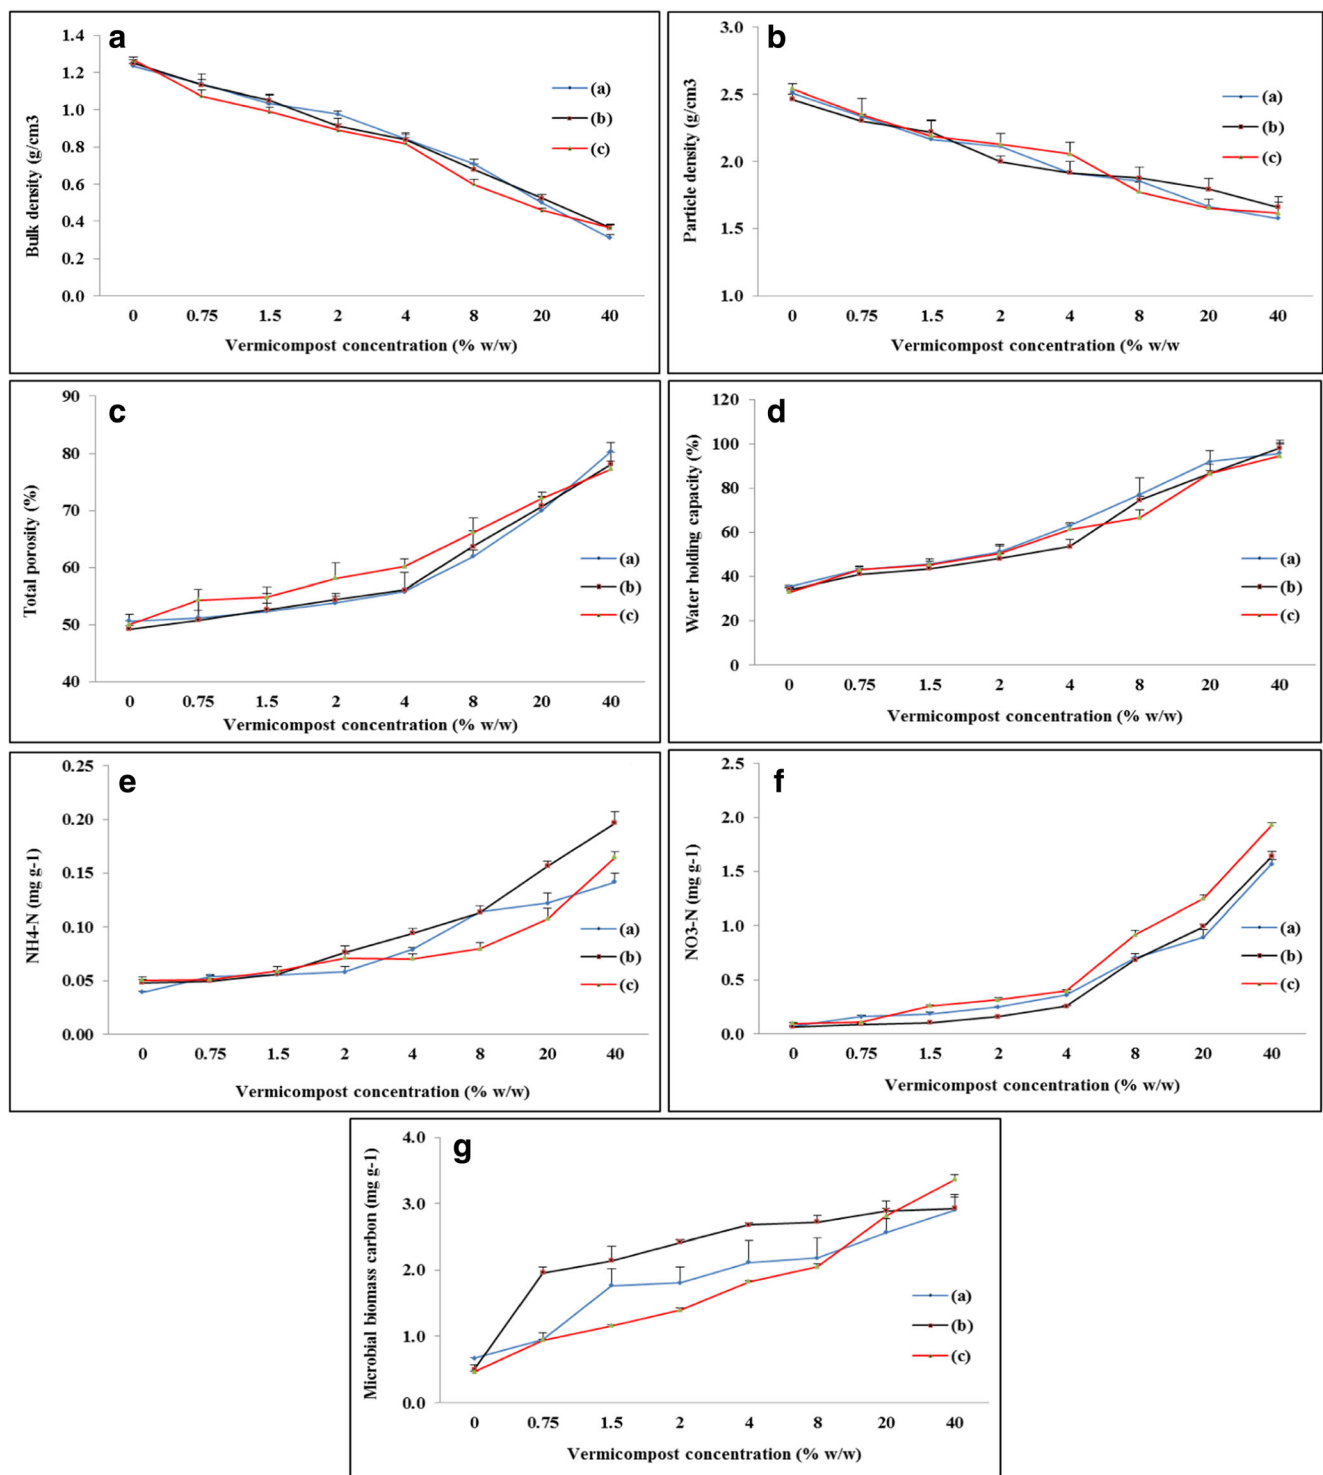 a
Bulk density (g/cm3
1.4
1.2
1.0
0.8
0.6
0.4
0.2
0.0
(a)
(b)
(c)
0 0.75 1.5 2 4 8 20 40
Vermicompost concentration (% w/w)
b
Particle density (g/cm3)
3.0
2.5
2.0
1.5
1.0
(a)
(b)
(c)
0 0.75 1.5 2 4 8 20 40
Vermicompost concentration (% w/w
c
Total porosity (%)
90
80
70
60
50
40
(a)
(b)
(c)
0 0.75 1.5 2 4 8 20 40
Vermicompost concentration (% w/w)
d
Water holding capacity (%)
120
100
80
60
40
20
0
(a)
(b)
(c)
0 0.75 1.5 2 4 8 20 40
Vermicompost concentration (% w/w)
e
NH4-N (mg g-1)
0.25
0.20
0.15
0.10
0.05
0.00
(a)
(b)
(c)
0 0.75 1.5 2 4 8 20 40
Vermicompost concentration (% w/w)
f
NO3-N (mg g-1)
2.5
2.0
1.5
1.0
0.5
0.0
(a)
(b)
(c)
0 0.75 1.5 2 4 8 20 40
Vermicompost concentration (% w/w)
g
Microbial biomass carbon (mg g-1)
4.0
3.0
2.0
1.0
0.0
(a)
(b)
(c)
0 0.75 1.5 2 4 8 20 40
Vermicompost concentration (% w/w)